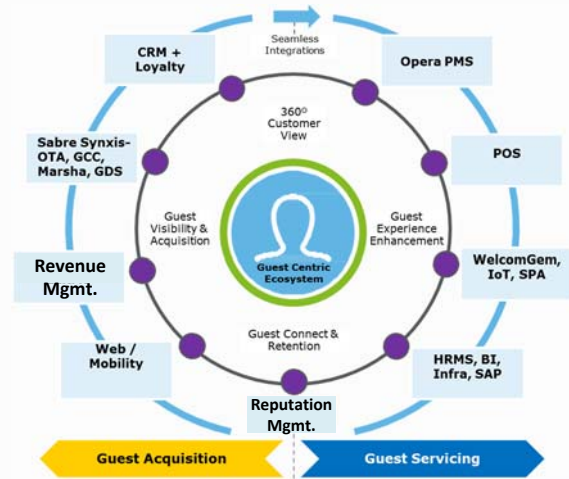 Seamless
Integrations
CRM +
Loyalty
Opera PMS
360º
Customer
View
Sabre Synxis-
OTA, GCC,
Marsha, GDS
POS
Guest
Visibility &
Acquisition
Guest
Experience
Enhancement
Guest Centric
Ecosystem
Revenue
Mgmt.
WelcomGem,
IoT, SPA
Guest Connect &
Retention
Web /
Mobility
HRMS, BI,
Infra, SAP
Reputation
Mgmt.
Guest Acquisition
Guest Servicing